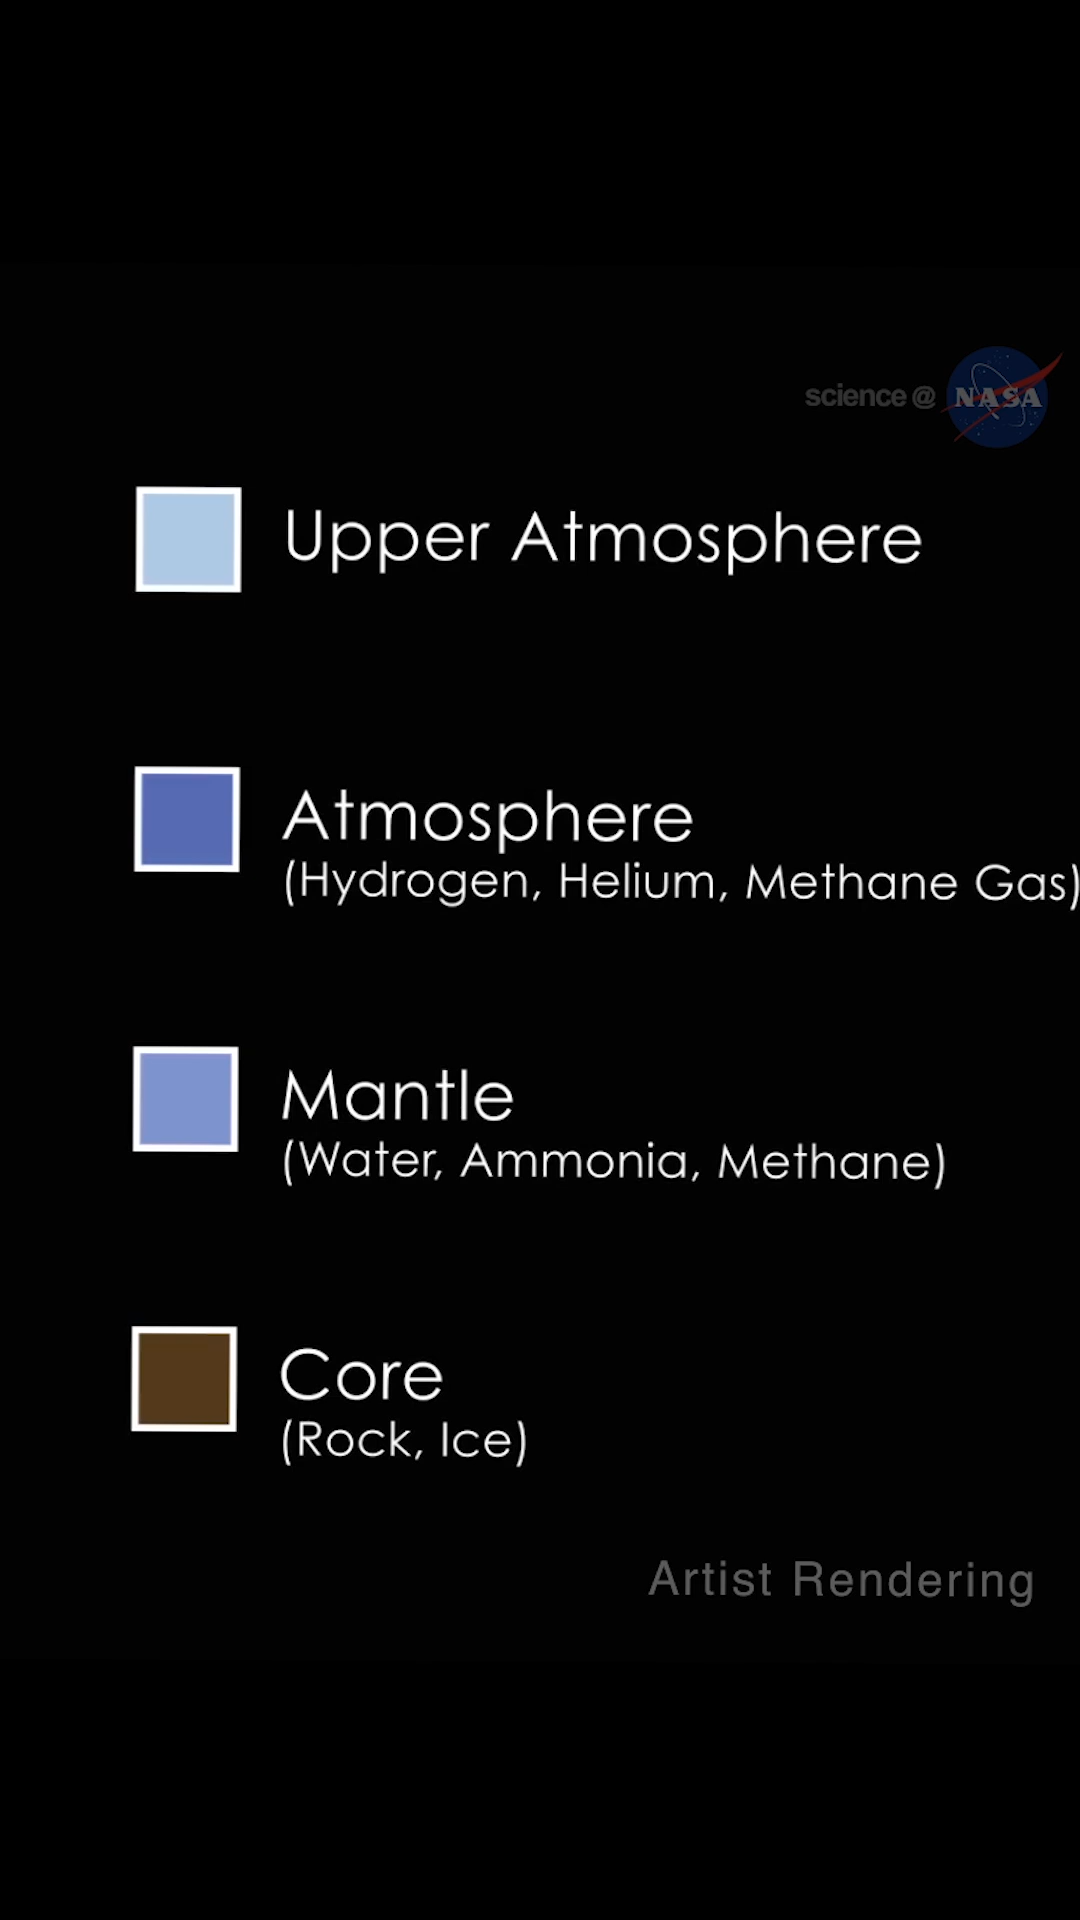 science @ NASA
Upper Atmosphere
Atmosphere
(Hydrogen, Helium, Methane Gas)
Mantle
(Water, Ammonia, Methane)
Core
(Rock, Ice)
Artist Rendering